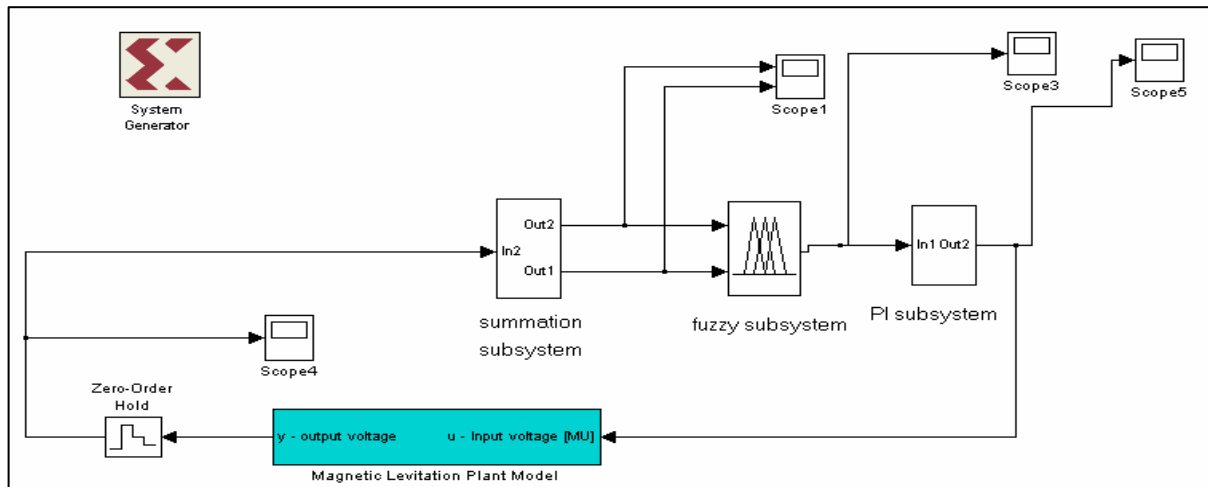 System
Generator
Scope1
Scope3
Scope5
Out2
In2
Out1
In1 Out2
summation
subsystem
fuzzy subsystem
PI subsystem
Scope4
Zero-Order
Hold
y - output voltage
u - Input voltage [MU]
Magnetic Levitation Plant Model